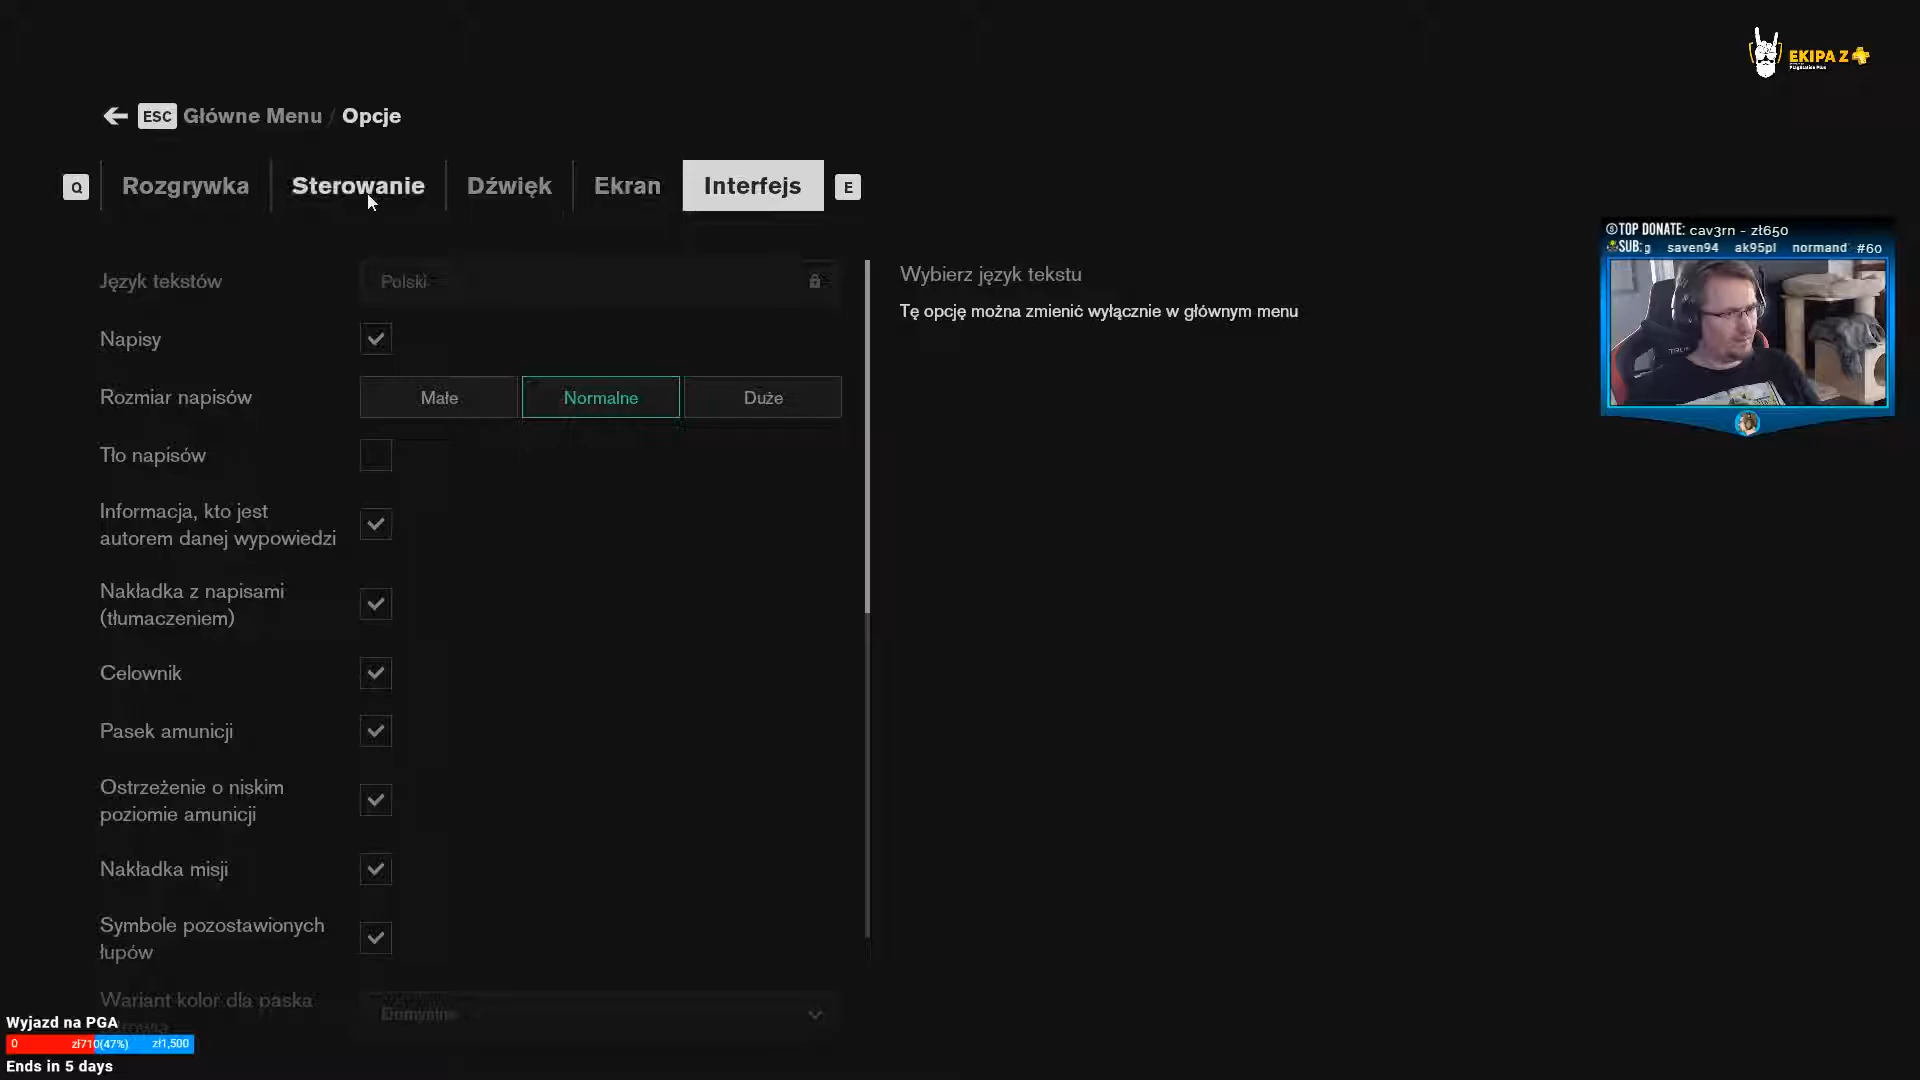 EKIPA Z
ESC Główne Menu / Opcje
Q Rozgrywka Sterowanie Dźwięk Ekran Interfejs E
TOP DONATE: cav3rn - zł650
SUB: g saven94 ak95pl normand #60
Język tekstów Polski
Wybierz język tekstu
Tę opcję można zmienić wyłącznie w głównym menu
Napisy
Rozmiar napisów Małe Normalne Duże
Tło napisów
Informacja, kto jest
autorem danej wypowiedzi
Nakładka z napisami
(tłumaczeniem)
Celownik
Pasek amunicji
Ostrzeżenie o niskim
poziomie amunicji
Nakładka misji
Symbole pozostawionych
łupów
Wariant kolor dla paska
zdrowia Domyślne
Wyjazd na PGA
0 zł710(47%) zł1,500
Ends in 5 days